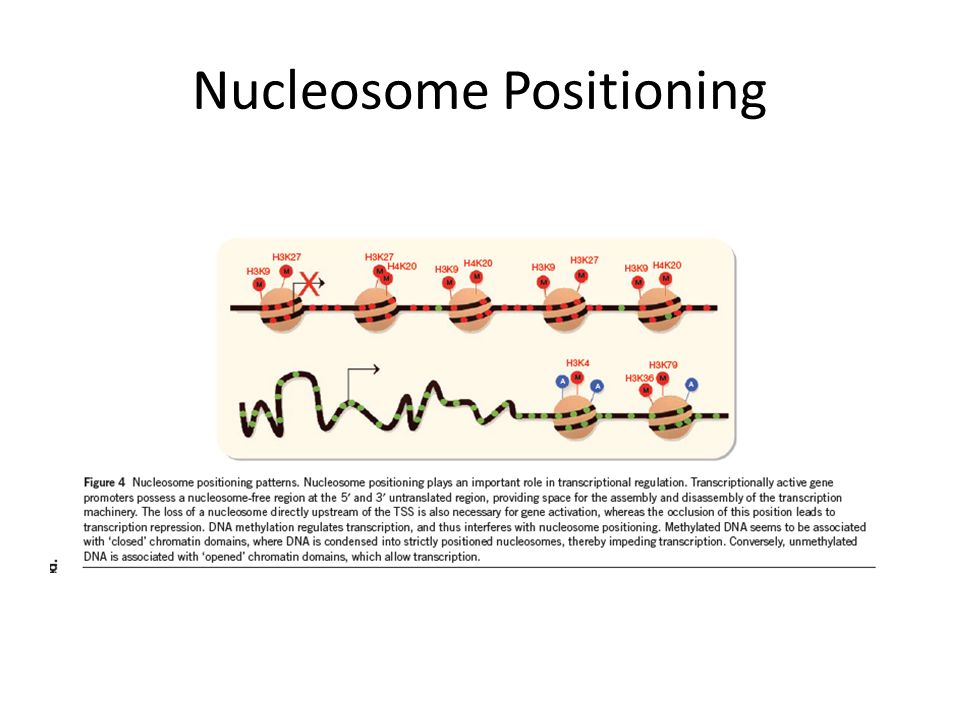 Nucleosome Positioning
H3K27 H3K27
H3K9 H4K20 H3K9 H4K20 H3K9 H3K27 H3K9 H4K20
M M M M M M M M M M
X
H3K4 H3K79
A M A H3K36 M M A
Figure 4 Nucleosome positioning patterns. Nucleosome positioning plays an important role in transcriptional regulation. Transcriptionally active gene
promoters possess a nucleosome-free region at the 5′ and 3′ untranslated region, providing space for the assembly and disassembly of the transcription
machinery. The loss of a nucleosome directly upstream of the TSS is also necessary for gene activation, whereas the occlusion of this position leads to
transcription repression. DNA methylation regulates transcription, and thus interferes with nucleosome positioning. Methylated DNA seems to be associated
with ‘closed’ chromatin domains, where DNA is condensed into strictly positioned nucleosomes, thereby impeding transcription. Conversely, unmethylated
DNA is associated with ‘opened’ chromatin domains, which allow transcription.